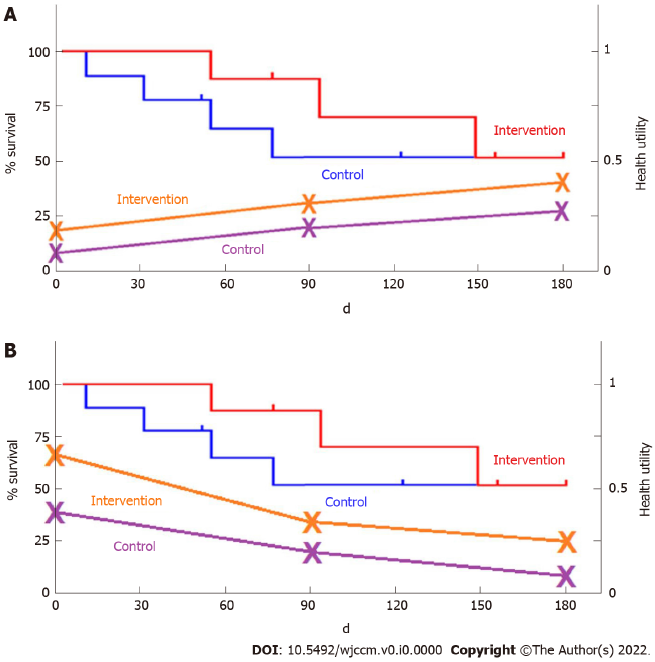 A
100
75
50
25
0
% survival
1
0.5
0
Health utility
Intervention
Control
Intervention
Control
0 30 60 90 120 150 180
d
B
100
75
50
25
0
% survival
1
0.5
0.2
0
Health utility
Intervention
Control
Intervention
Control
0 30 60 90 120 150 180
d
DOI: 10.5492/wjccm.v0.i0.0000 Copyright ©The Author(s) 2022.